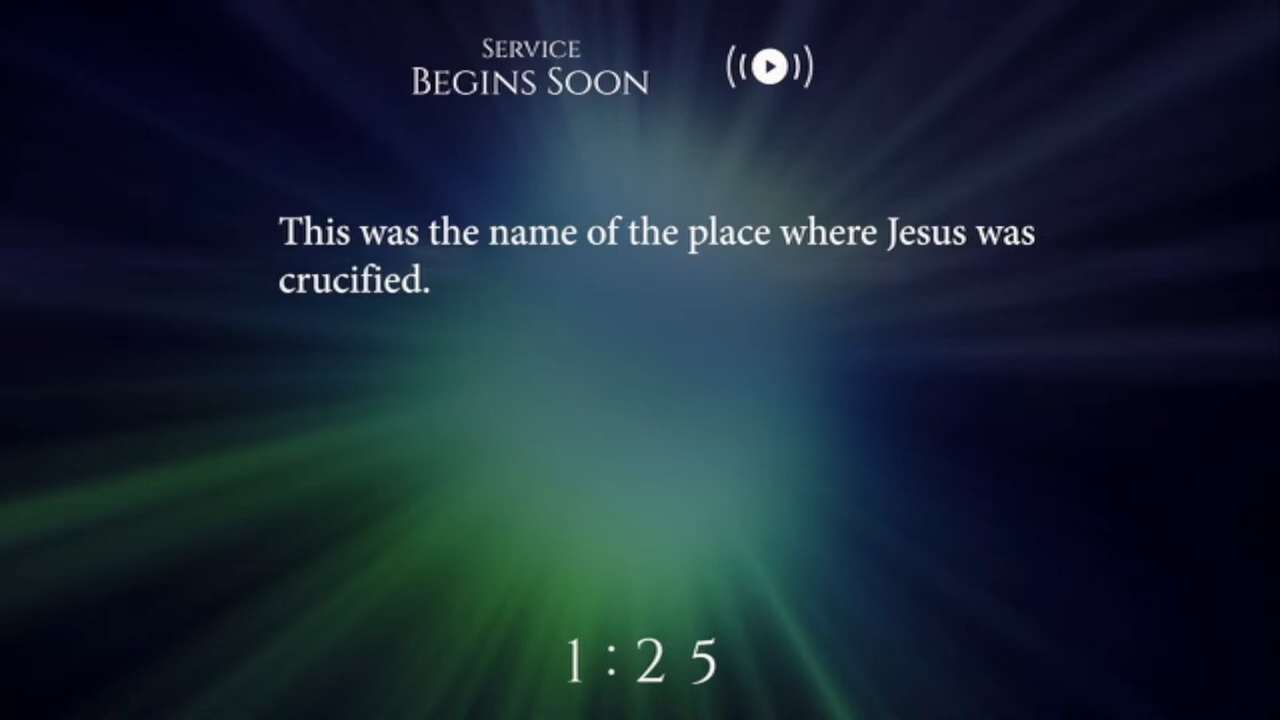 SERVICE
BEGINS SOON
This was the name of the place where Jesus was
crucified.
1:25